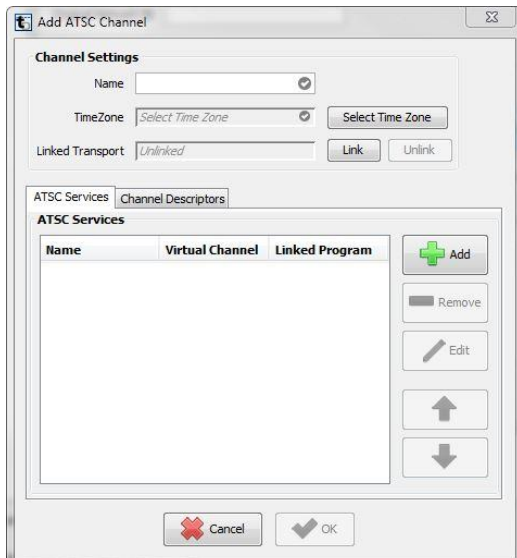 Add ATSC Channel
Channel Settings
Name
TimeZone Select Time Zone Select Time Zone
Linked Transport Unlinked Link Unlink
ATSC Services Channel Descriptors
ATSC Services
Name Virtual Channel Linked Program
Add
Remove
Edit
Cancel OK